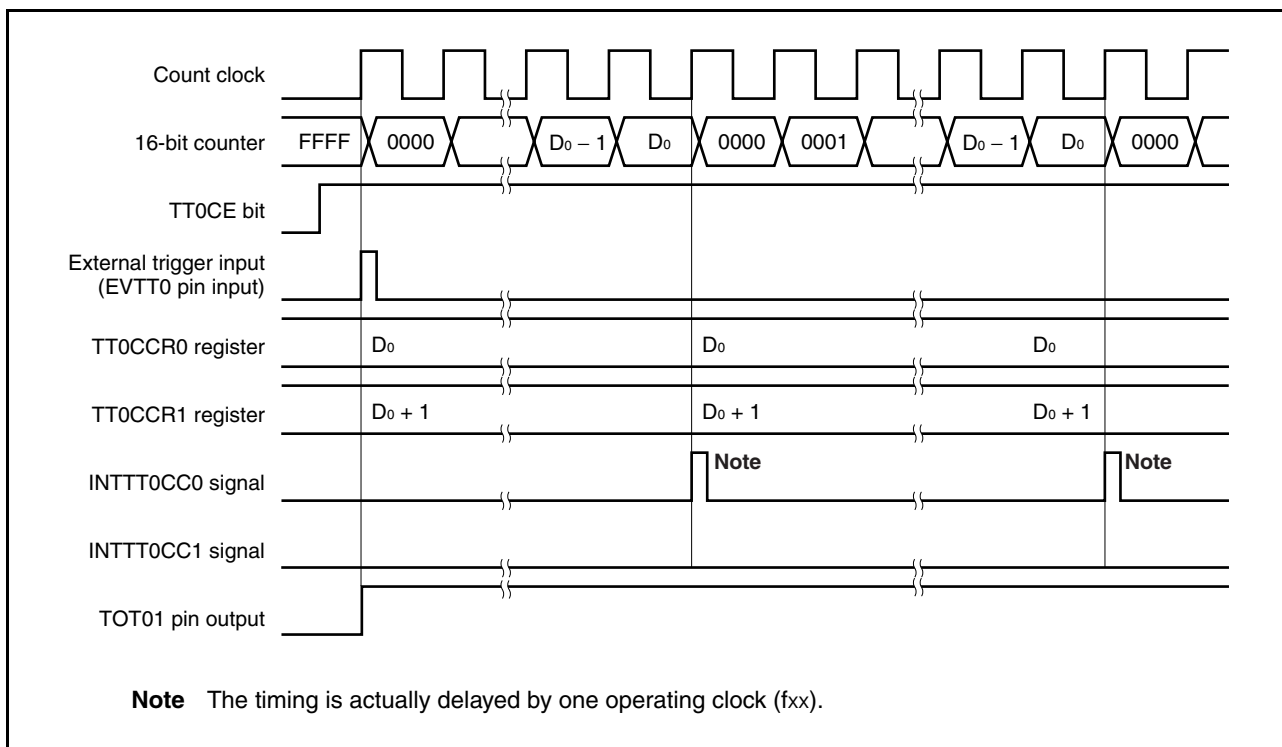 Count clock
16-bit counter FFFF 0000 D0 − 1 D0 0000 0001 D0 − 1 D0 0000
TT0CE bit
External trigger input
(EVTT0 pin input)
TT0CCR0 register D0 D0 D0
TT0CCR1 register D0 + 1 D0 + 1 D0 + 1
INTTT0CC0 signal Note Note
INTTT0CC1 signal
TOT01 pin output
Note The timing is actually delayed by one operating clock (fxx).